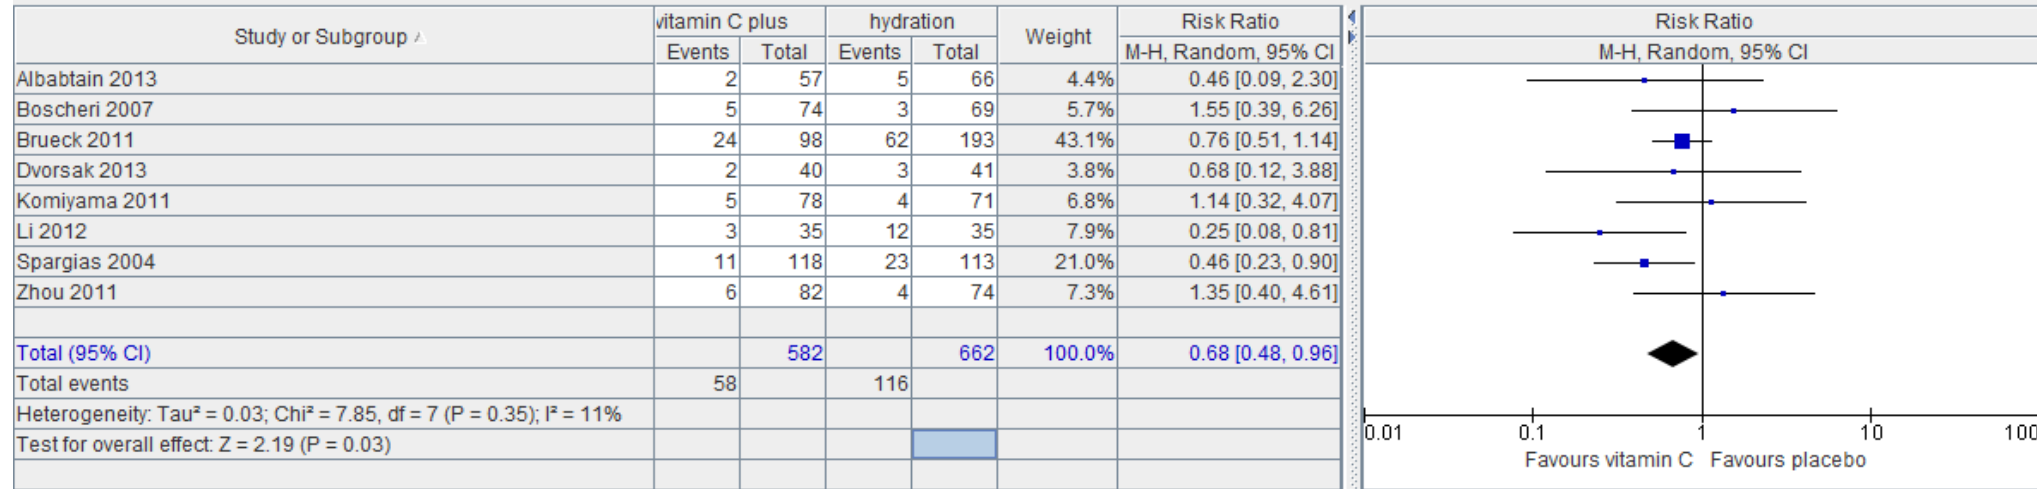 Study or Subgroup vitamin C plus hydration Weight Risk Ratio Risk Ratio
Events Total Events Total M-H, Random, 95% CI M-H, Random, 95% CI
Albabtain 2013 2 57 5 66 4.4% 0.46 [0.09, 2.30]
Boscheri 2007 5 74 3 69 5.7% 1.55 [0.39, 6.26]
Brueck 2011 24 98 62 193 43.1% 0.76 [0.51, 1.14]
Dvorsak 2013 2 40 3 41 3.8% 0.68 [0.12, 3.88]
Komiyama 2011 5 78 4 71 6.8% 1.14 [0.32, 4.07]
Li 2012 3 35 12 35 7.9% 0.25 [0.08, 0.81]
Spargias 2004 11 118 23 113 21.0% 0.46 [0.23, 0.90]
Zhou 2011 6 82 4 74 7.3% 1.35 [0.40, 4.61]
Total (95% CI) 582 662 100.0% 0.68 [0.48, 0.96]
Total events 58 116
Heterogeneity: Tau² = 0.03; Chi² = 7.85, df = 7 (P = 0.35); I² = 11%
Test for overall effect: Z = 2.19 (P = 0.03)
0.01 0.1 1 10 100
Favours vitamin C Favours placebo